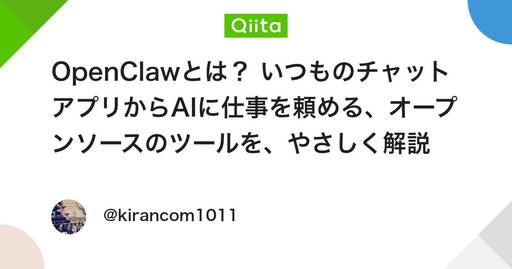 Qiita
OpenClawとは？ いつものチャット
アプリからAIに仕事を頼める、オープ
ンソースのツールを、やさしく解説
@kirancom1011